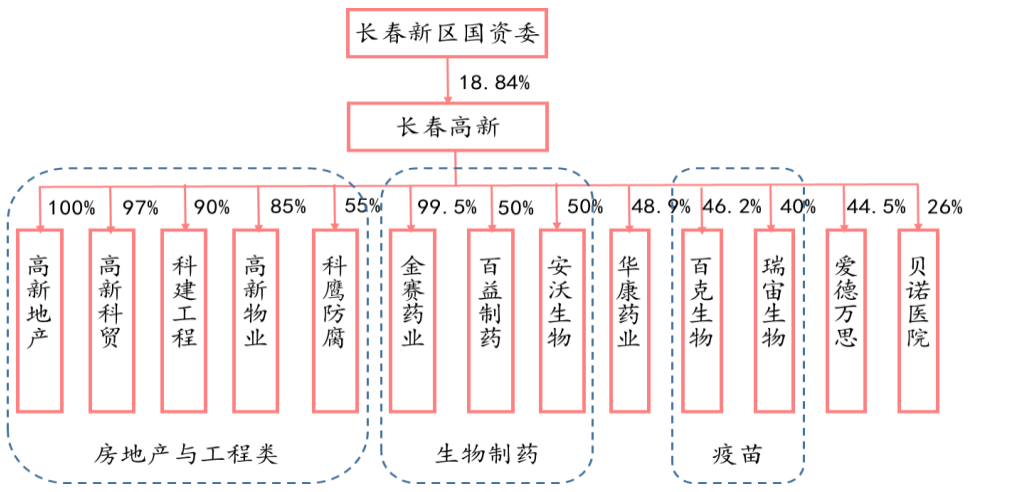 长春新区国资委
18.84%
长春高新
100% 97% 90% 85% 55% 99.5% 50% 50% 48.9% 46.2% 40% 44.5% 26%
高新地产
高新科贸
科建工程
高新物业
科鹰防腐
金赛药业
百益制药
安沃生物
华康药业
百克生物
瑞宙生物
爱德万思
贝诺医院
房地产与工程类
生物制药
疫苗